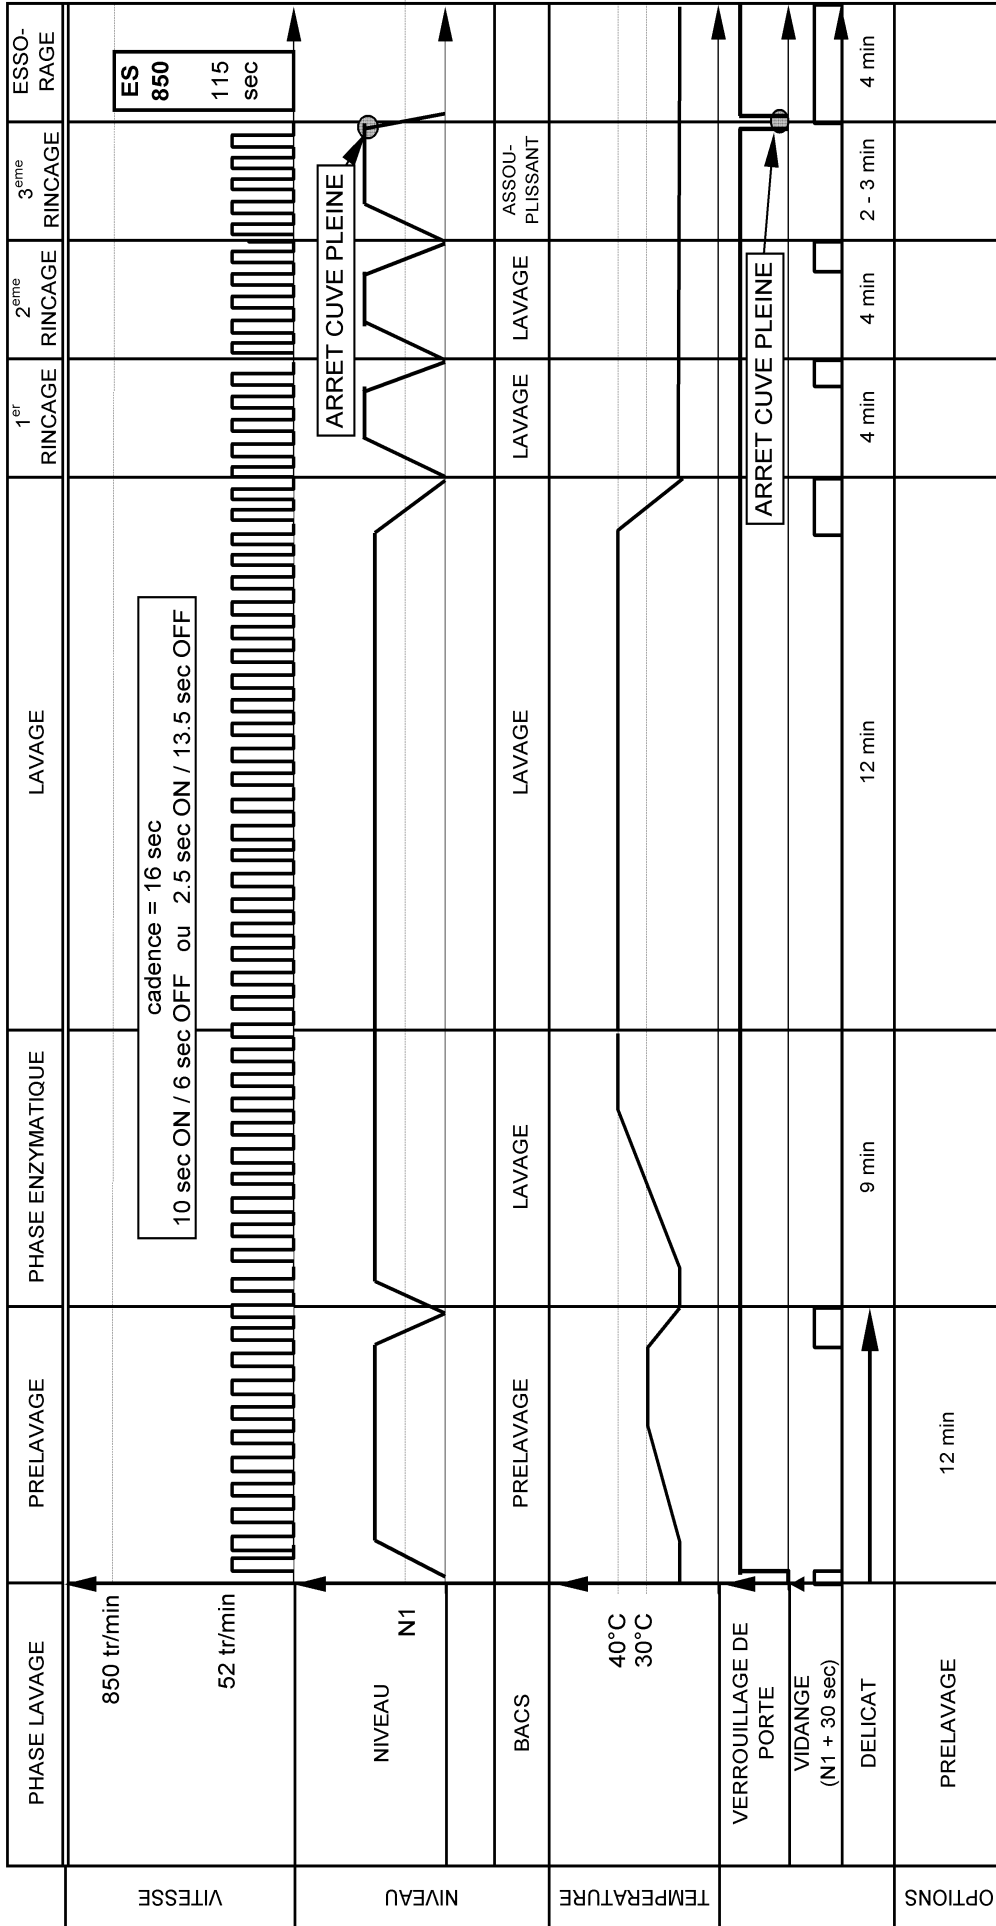 PHASE LAVAGE
PRELAVAGE
PHASE ENZYMATIQUE
LAVAGE
1er
RINCAGE
2eme
RINCAGE
3eme
RINCAGE
ESSO-
RAGE
VITESSE
850 tr/min
52 tr/min
cadence = 16 sec
10 sec ON / 6 sec OFF ou 2.5 sec ON / 13.5 sec OFF
ES
850
115
sec
NIVEAU
NIVEAU
N1
ARRET CUVE PLEINE
BACS
PRELAVAGE
LAVAGE
LAVAGE
LAVAGE
LAVAGE
ASSOU-
PLISSANT
TEMPERATURE
40°C
30°C
VERROUILLAGE DE
PORTE
ARRET CUVE PLEINE
VIDANGE
(N1 + 30 sec)
DELICAT
9 min
12 min
4 min
4 min
2 - 3 min
4 min
OPTIONS
PRELAVAGE
12 min